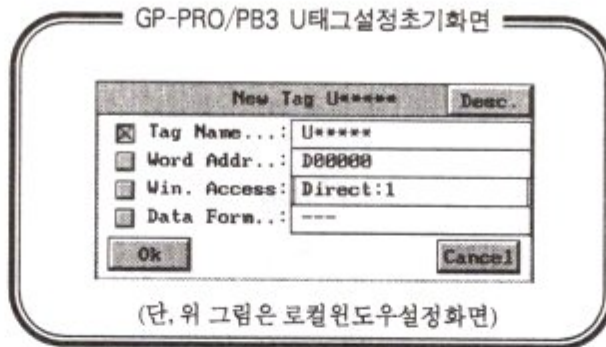 GP-PRO/PB3 U태그설정초기화면
New Tag U***** Desc.
Tag Name...: U*****
Word Addr..: D00000
Win. Access: Direct:1
Data Form..: ---
Ok Cancel
(단, 위 그림은 로컬윈도우설정화면)